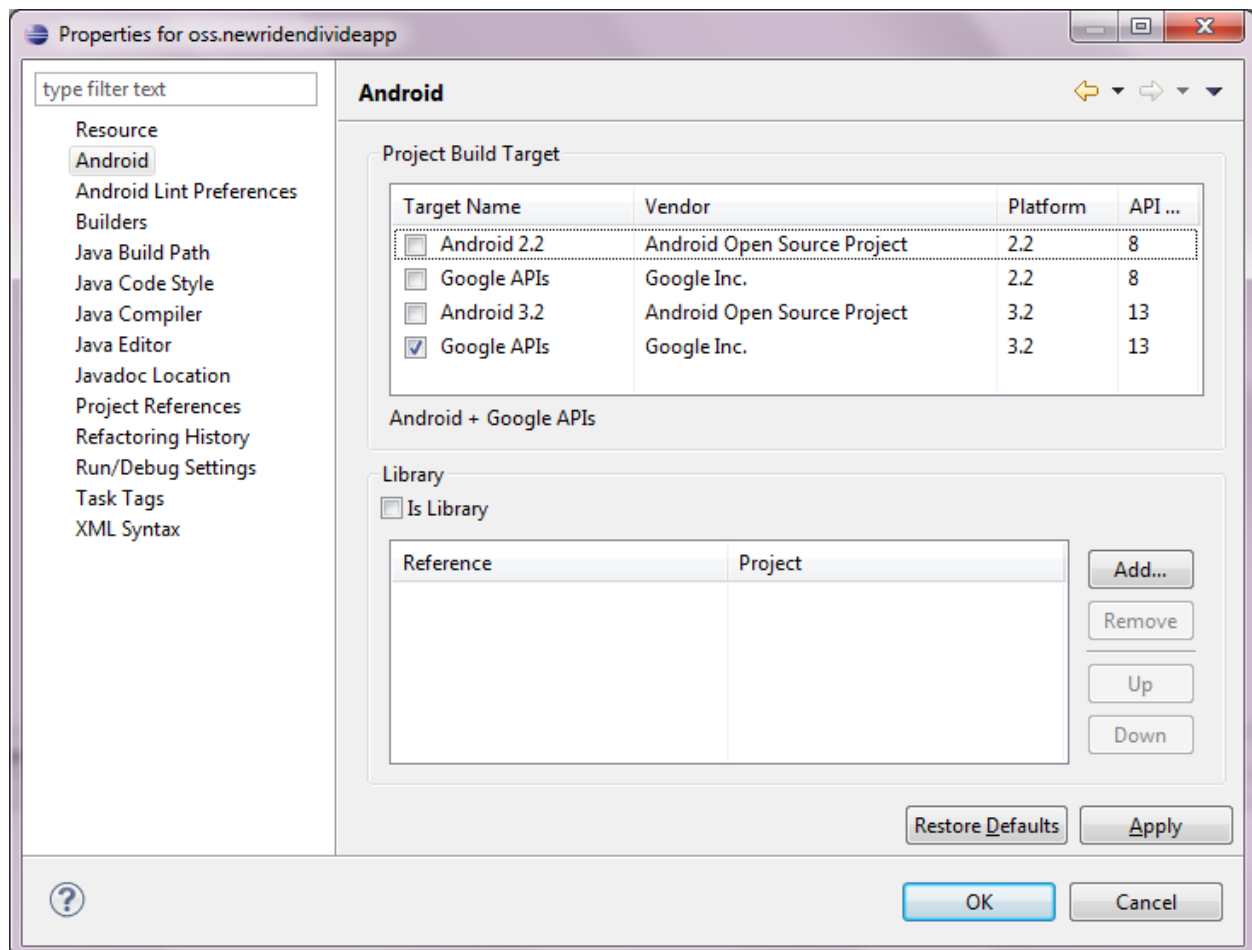 Properties for oss.newridendivideapp
type filter text
Resource
Android
Android Lint Preferences
Builders
Java Build Path
Java Code Style
Java Compiler
Java Editor
Javadoc Location
Project References
Refactoring History
Run/Debug Settings
Task Tags
XML Syntax
Android
Project Build Target
Target Name Vendor Platform API ...
Android 2.2 Android Open Source Project 2.2 8
Google APIs Google Inc. 2.2 8
Android 3.2 Android Open Source Project 3.2 13
Google APIs Google Inc. 3.2 13
Android + Google APIs
Library
Is Library
Reference Project
Add...
Remove
Up
Down
Restore Defaults Apply
? OK Cancel